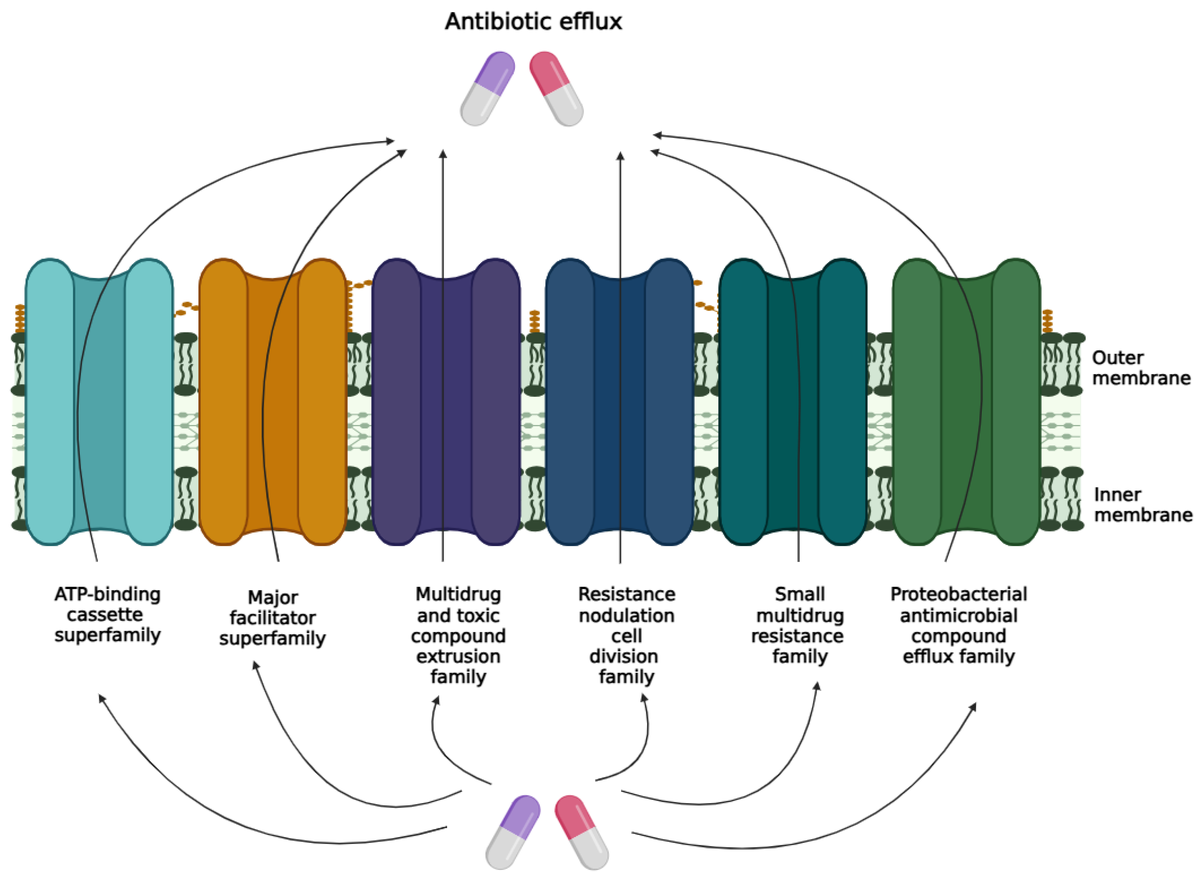 Antibiotic efflux
Outer
membrane
Inner
membrane
ATP-binding
cassette
superfamily
Major
facilitator
superfamily
Multidrug
and toxic
compound
extrusion
family
Resistance
nodulation
cell
division
family
Small
multidrug
resistance
family
Proteobacterial
antimicrobial
compound
efflux family